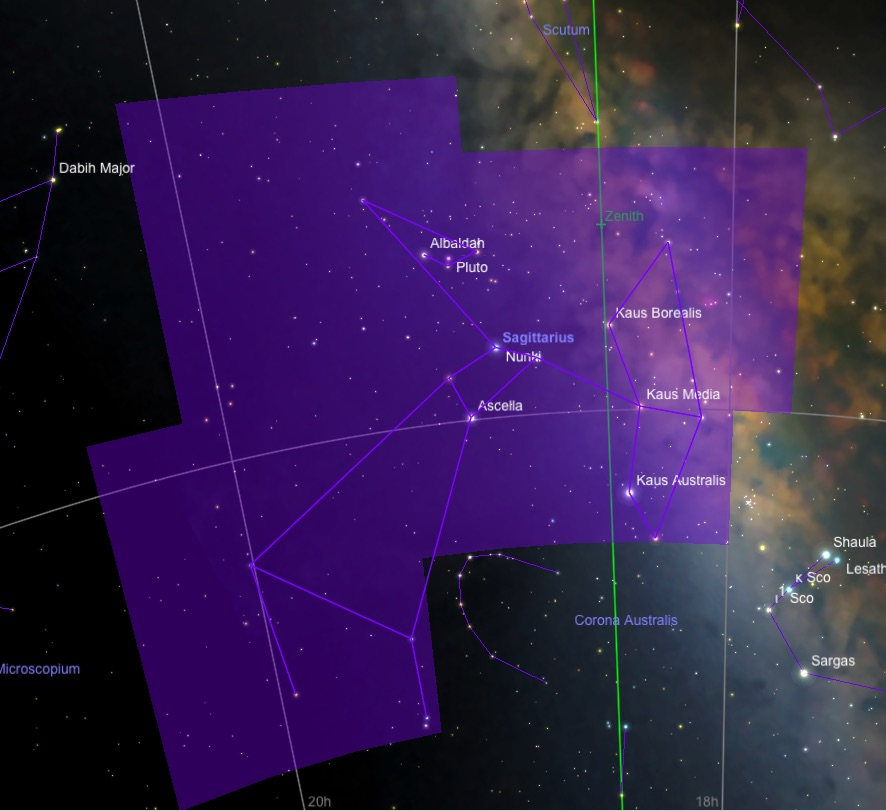 Scutum
Dabih Major
Zenith
Albaldah
Pluto
Kaus Borealis
Sagittarius
Nunki
Kaus Media
Ascella
Kaus Australis
Shaula
Lesath
κ Sco
ι¹ Sco
Corona Australis
Sargas
Microscopium
20h
18h